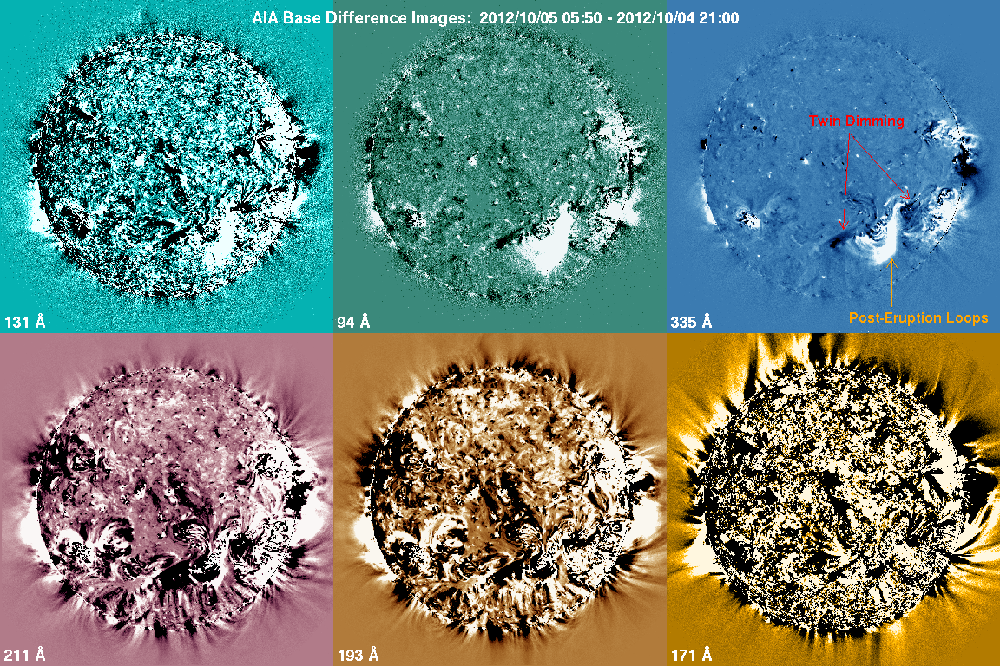 AIA Base Difference Images:  2012/10/05 05:50 - 2012/10/04 21:00
Twin Dimming
Post-Eruption Loops
131 Å
94 Å
335 Å
211 Å
193 Å
171 Å